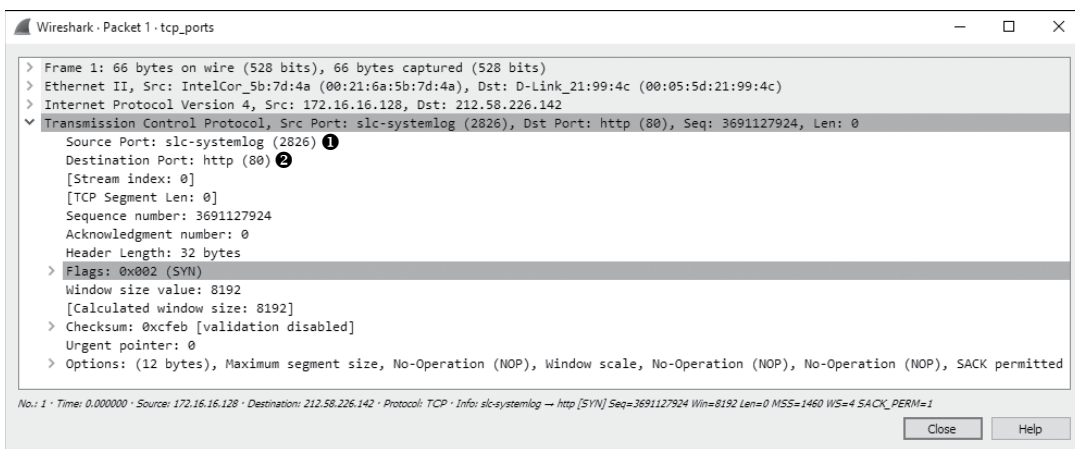 Wireshark · Packet 1 · tcp_ports
> Frame 1: 66 bytes on wire (528 bits), 66 bytes captured (528 bits)
> Ethernet II, Src: IntelCor_5b:7d:4a (00:21:6a:5b:7d:4a), Dst: D-Link_21:99:4c (00:05:5d:21:99:4c)
> Internet Protocol Version 4, Src: 172.16.16.128, Dst: 212.58.226.142
Transmission Control Protocol, Src Port: slc-systemlog (2826), Dst Port: http (80), Seq: 3691127924, Len: 0
Source Port: slc-systemlog (2826) ❶
Destination Port: http (80) ❷
[Stream index: 0]
[TCP Segment Len: 0]
Sequence number: 3691127924
Acknowledgment number: 0
Header Length: 32 bytes
> Flags: 0x002 (SYN)
Window size value: 8192
[Calculated window size: 8192]
> Checksum: 0xcfeb [validation disabled]
Urgent pointer: 0
> Options: (12 bytes), Maximum segment size, No-Operation (NOP), Window scale, No-Operation (NOP), No-Operation (NOP), SACK permitted
No.: 1 · Time: 0.000000 · Source: 172.16.16.128 · Destination: 212.58.226.142 · Protocol: TCP · Info: slc-systemlog → http [SYN] Seq=3691127924 Win=8192 Len=0 MSS=1460 WS=4 SACK_PERM=1
Close
Help